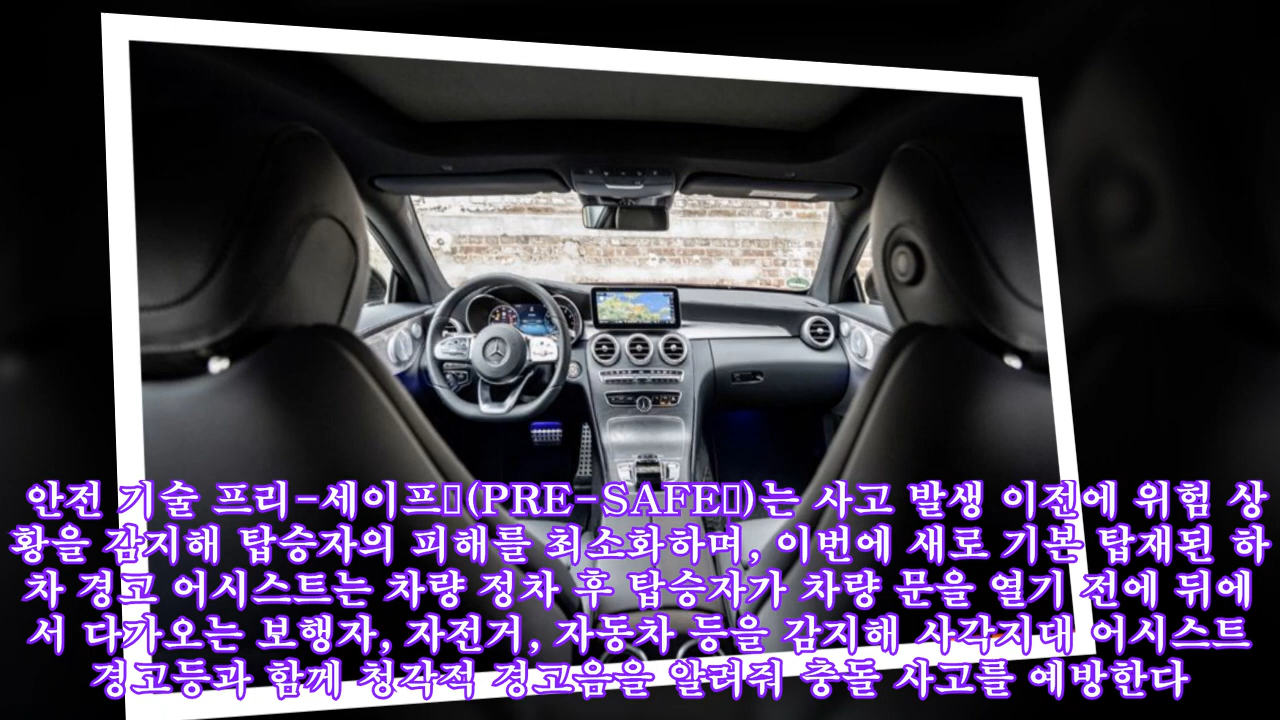 안전 기술 프리-세이프▯(PRE-SAFE▯)는 사고 발생 이전에 위험 상
황을 감지해 탑승자의 피해를 최소화하며, 이번에 새로 기본 탑재된 하
차 경고 어시스트는 차량 정차 후 탑승자가 차량 문을 열기 전에 뒤에
서 다가오는 보행자, 자전거, 자동차 등을 감지해 사각지대 어시스트
경고등과 함께 청각적 경고음을 알려줘 충돌 사고를 예방한다